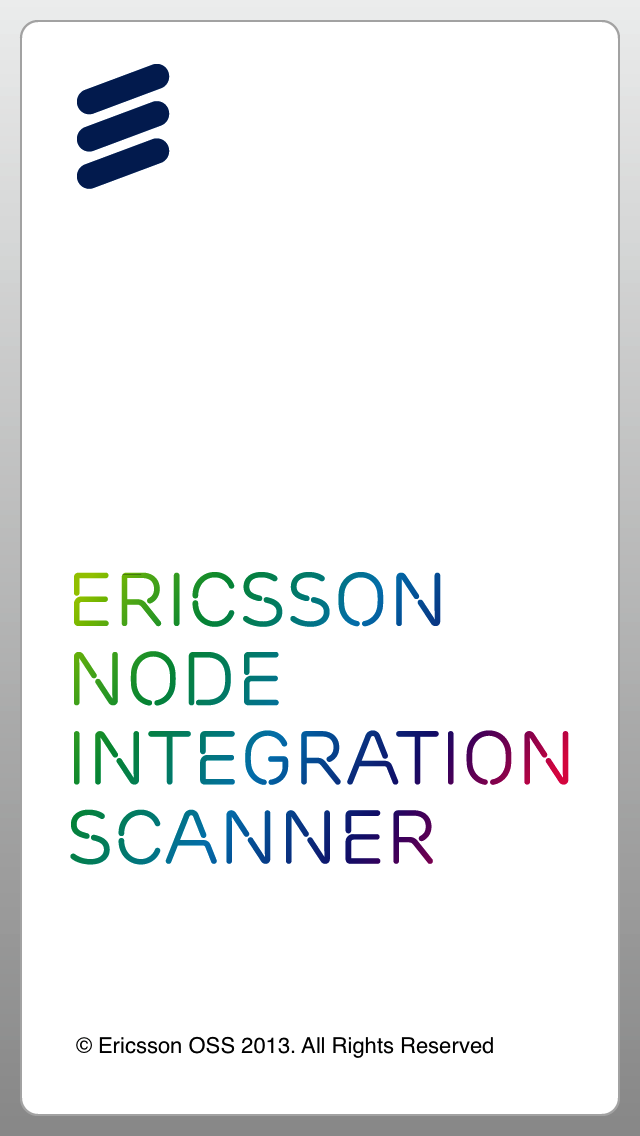 ERICSSON
NODE
INTEGRATION
SCANNER
© Ericsson OSS 2013. All Rights Reserved